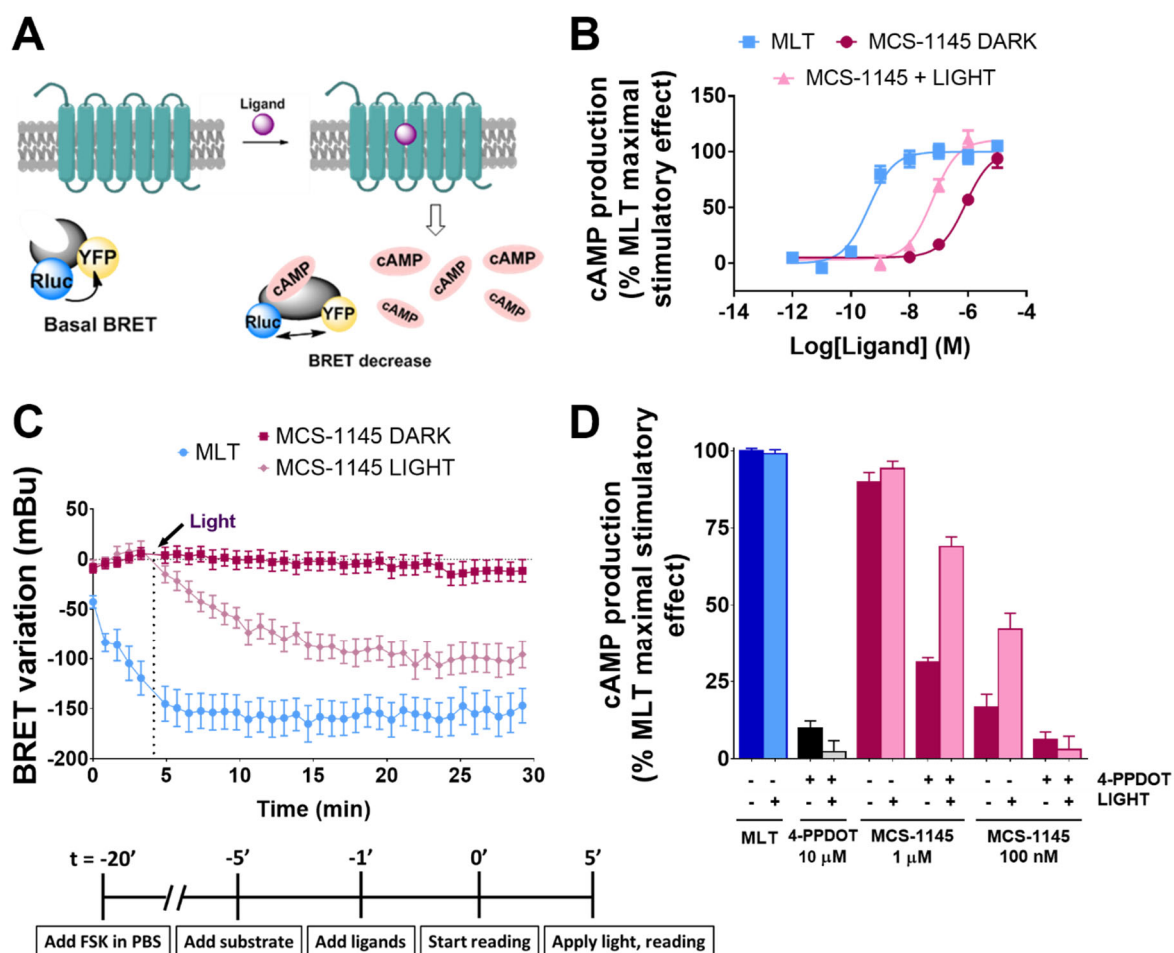 A
Ligand
YFP
Rluc
Basal BRET
cAMP
cAMP
cAMP
cAMP
cAMP
cAMP
Rluc
YFP
BRET decrease
B
MLT
MCS-1145 DARK
MCS-1145 + LIGHT
cAMP production
(% MLT maximal
stimulatory effect)
100
50
0
-14
-12
-10
-8
-6
-4
Log[Ligand] (M)
C
MLT
MCS-1145 DARK
MCS-1145 LIGHT
BRET variation (mBu)
50
0
-50
-100
-150
-200
Light
0
5
10
15
20
25
30
Time (min)
t = -20’
-5’
-1’
0’
5’
Add FSK in PBS
Add substrate
Add ligands
Start reading
Apply light, reading
D
cAMP production
(% MLT maximal stimulatory
effect)
100
75
50
25
0
- - + + - - + + - - + + 4-PPDOT
- + - + - + - + - + - + LIGHT
MLT
4-PPDOT
10 µM
MCS-1145
1 µM
MCS-1145
100 nM